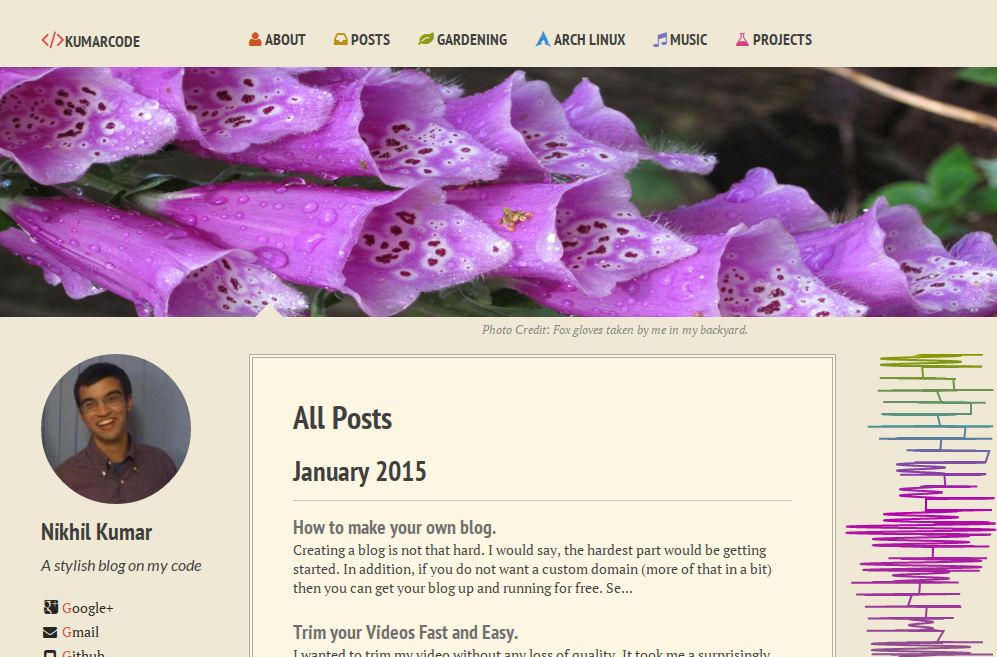 </>KUMARCODE ABOUT POSTS GARDENING ARCH LINUX MUSIC PROJECTS
Photo Credit: Fox gloves taken by me in my backyard.
Nikhil Kumar
A stylish blog on my code
Google+
Gmail
Github
All Posts
January 2015
How to make your own blog.
Creating a blog is not that hard. I would say, the hardest part would be getting
started. In addition, if you do not want a custom domain (more of that in a bit)
then you can get your blog up and running for free. Se...
Trim your Videos Fast and Easy.
I wanted to trim my video without any loss of quality. It took me a surprisingly